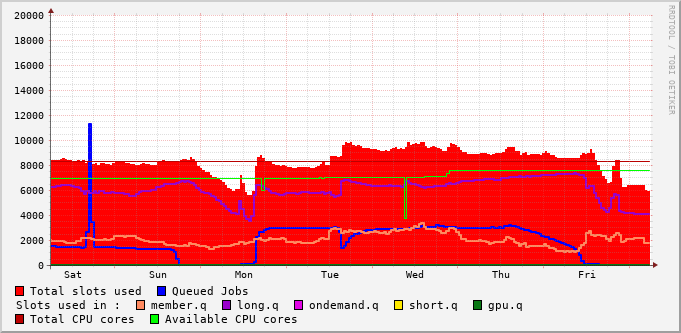 20000
18000
16000
14000
12000
10000
8000
6000
4000
2000
0
Sat Sun Mon Tue Wed Thu Fri
RRDTOOL / TOBI OETIKER
Total slots used Queued Jobs
Slots used in : member.q long.q ondemand.q short.q gpu.q
Total CPU cores Available CPU cores